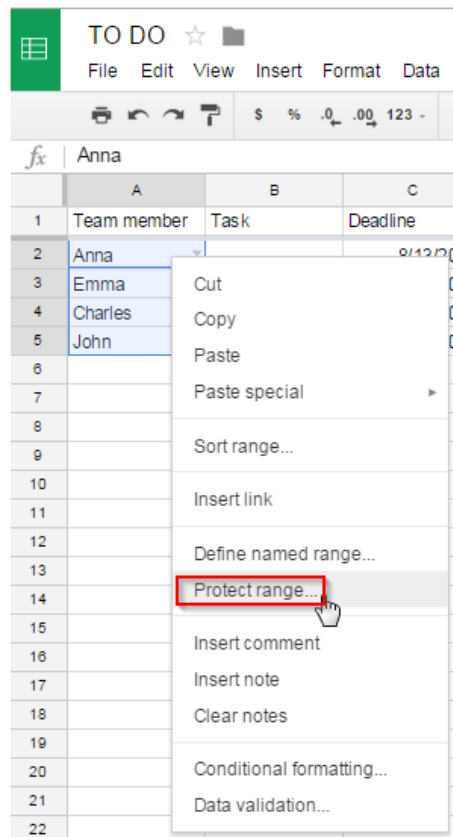 TO DO
File Edit View Insert Format Data
$ % .0 .00 123
fx Anna
A B C
1 Team member Task Deadline
2 Anna
3 Emma
4 Charles
5 John
6
7
8
9
10
11
12
13
14
15
16
17
18
19
20
21
22
Cut
Copy
Paste
Paste special
Sort range...
Insert link
Define named range...
Protect range...
Insert comment
Insert note
Clear notes
Conditional formatting...
Data validation...